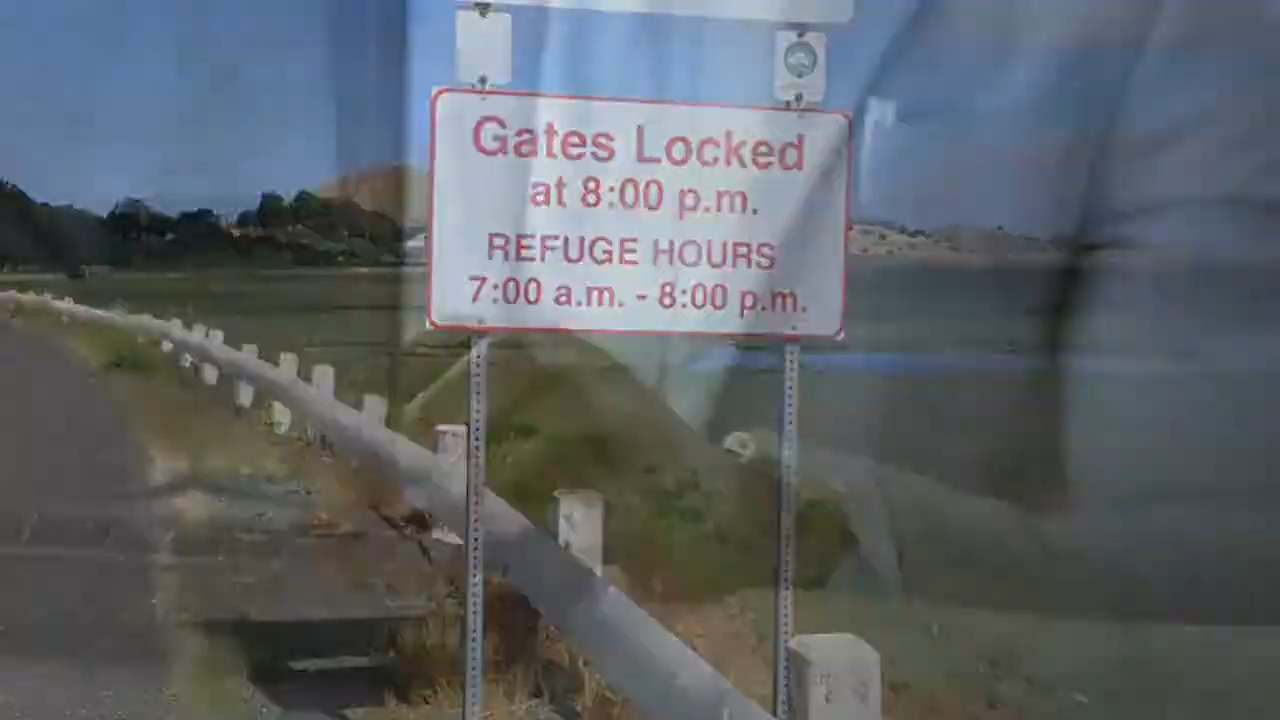 Gates Locked
at 8:00 p.m.
REFUGE HOURS
7:00 a.m. - 8:00 p.m.